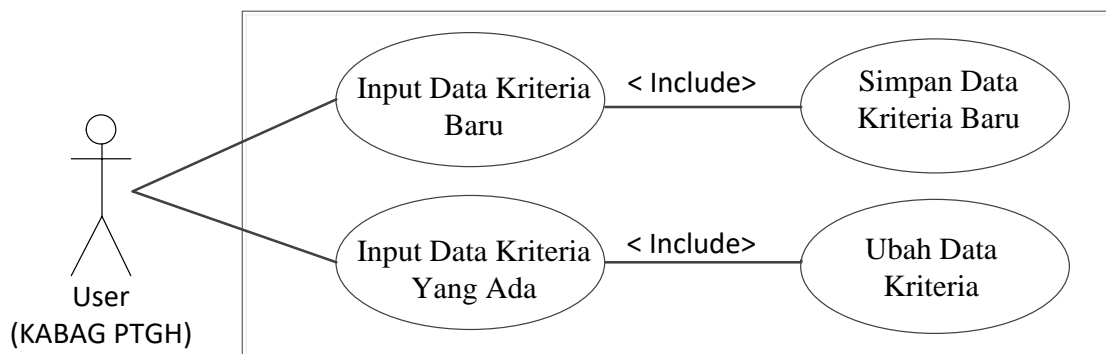 Input Data Kriteria
Baru
< Include>
Simpan Data
Kriteria Baru
Input Data Kriteria
Yang Ada
< Include>
Ubah Data
Kriteria
User
(KABAG PTGH)